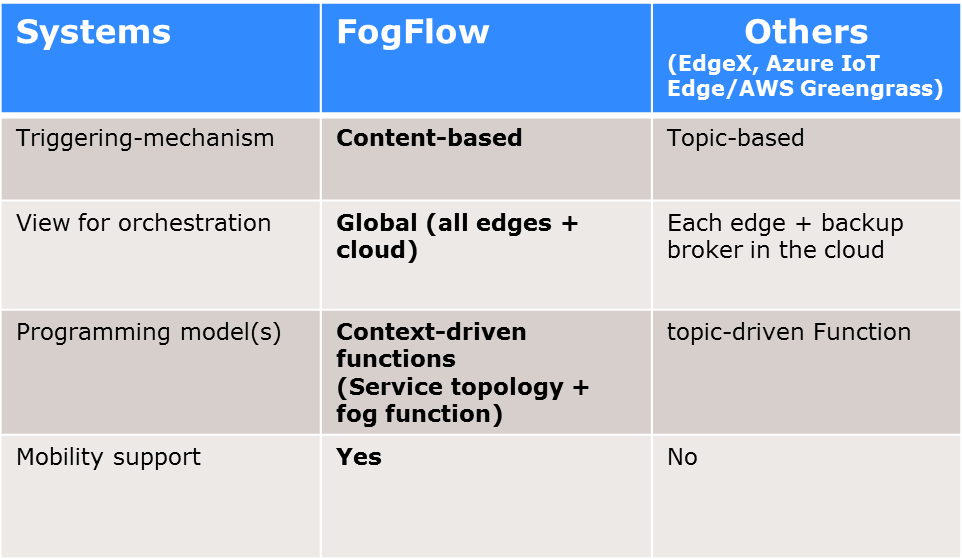 Systems
FogFlow
Others
(EdgeX, Azure IoT
Edge/AWS Greengrass)
Triggering-mechanism
Content-based
Topic-based
View for orchestration
Global (all edges +
cloud)
Each edge + backup
broker in the cloud
Programming model(s)
Context-driven
functions
(Service topology +
fog function)
topic-driven Function
Mobility support
Yes
No